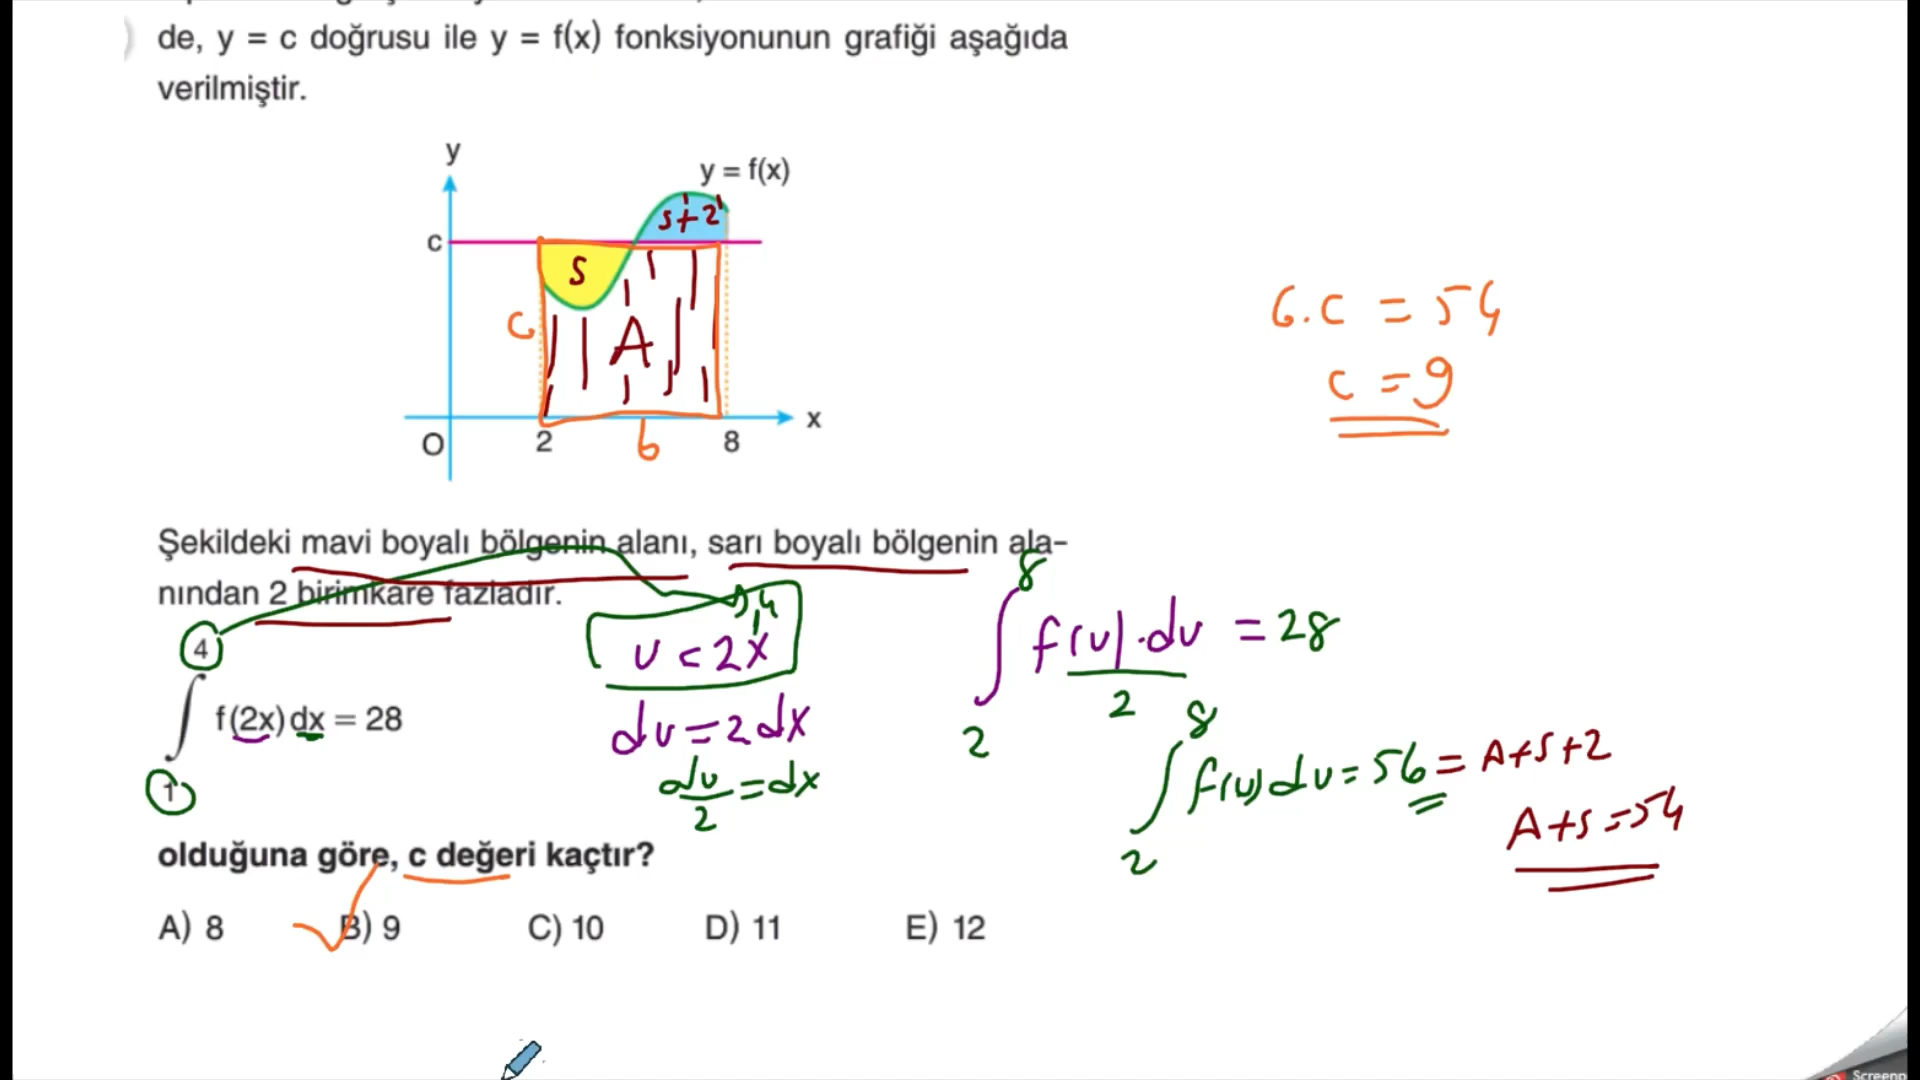 de, y = c doğrusu ile y = f(x) fonksiyonunun grafiği aşağıda
verilmiştir.
y
y = f(x)
S+2
c
S
c
A
x
O
2
6
8
6.c = 54
c = 9
Şekildeki mavi boyalı bölgenin alanı, sarı boyalı bölgenin ala-
nından 2 birimkare fazladır.
4
∫ f(2x) dx = 28
1
1,4
u = 2x
du = 2dx
du/2 = dx
8
∫ f(u).du/2 = 28
2
8
∫ f(u) du = 56 = A+S+2
2
A+S = 54
olduğuna göre, c değeri kaçtır?
A) 8 B) 9 C) 10 D) 11 E) 12